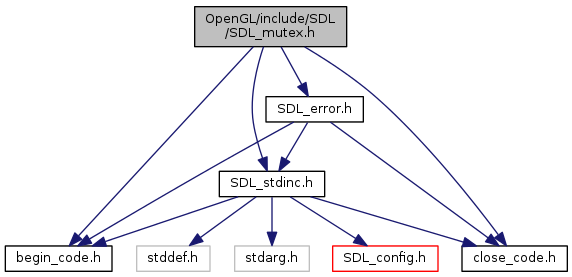 OpenGL/include/SDL
/SDL_mutex.h
SDL_error.h
SDL_stdinc.h
begin_code.h
stddef.h
stdarg.h
SDL_config.h
close_code.h